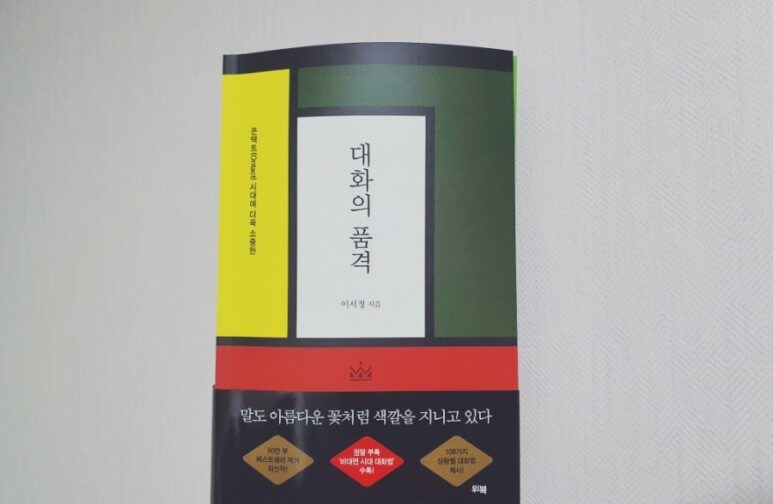 온택트(Ontact) 시대에 더욱 소중한
대화의 품격
이서정 지음
말도 아름다운 꽃처럼 색깔을 지니고 있다
50만 부
베스트셀러 작가
최신작!
권말 부록
'비대면 시대 대화법'
수록!
108가지
상황별 대화법
제시!
위북